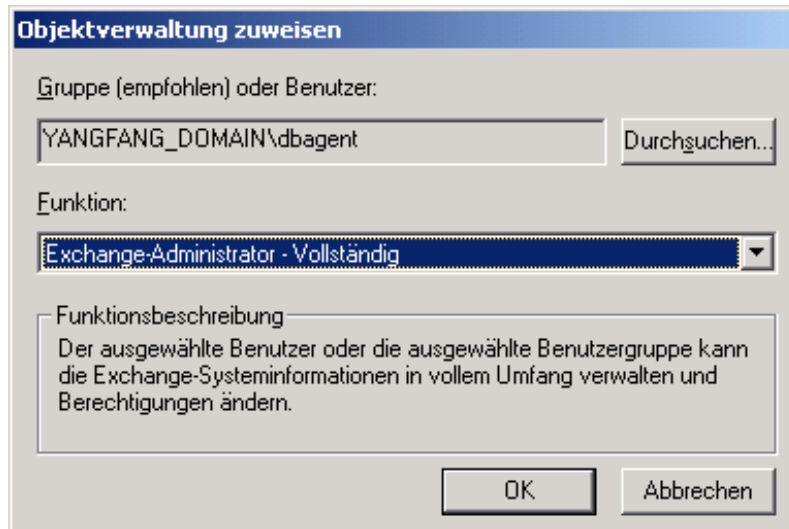 Objektverwaltung zuweisen
Gruppe (empfohlen) oder Benutzer:
YANGFANG_DOMAIN\dbagent
Durchsuchen...
Funktion:
Exchange-Administrator - Vollständig
Funktionsbeschreibung
Der ausgewählte Benutzer oder die ausgewählte Benutzergruppe kann
die Exchange-Systeminformationen in vollem Umfang verwalten und
Berechtigungen ändern.
OK
Abbrechen